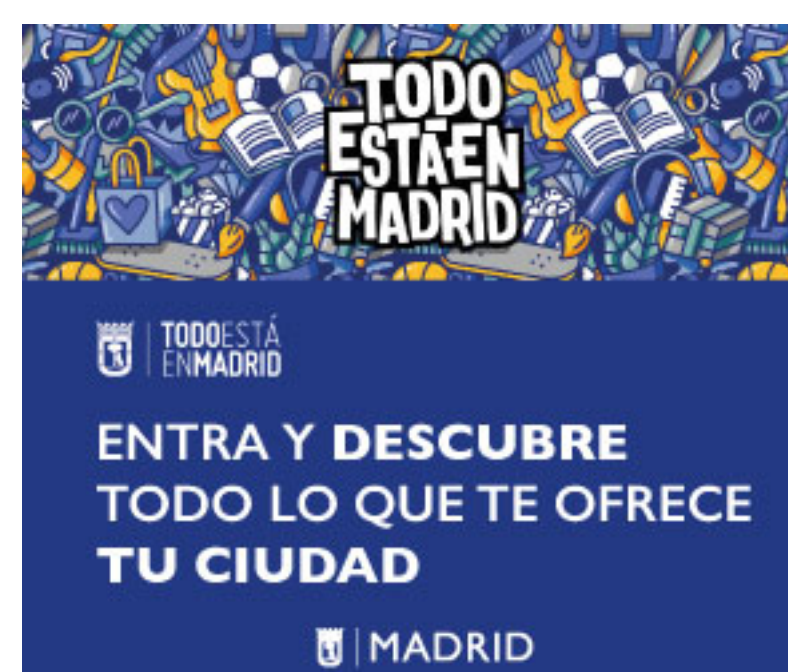 TODO
ESTÁ EN
MADRID
TODOESTÁ
ENMADRID
ENTRA Y DESCUBRE
TODO LO QUE TE OFRECE
TU CIUDAD
MADRID